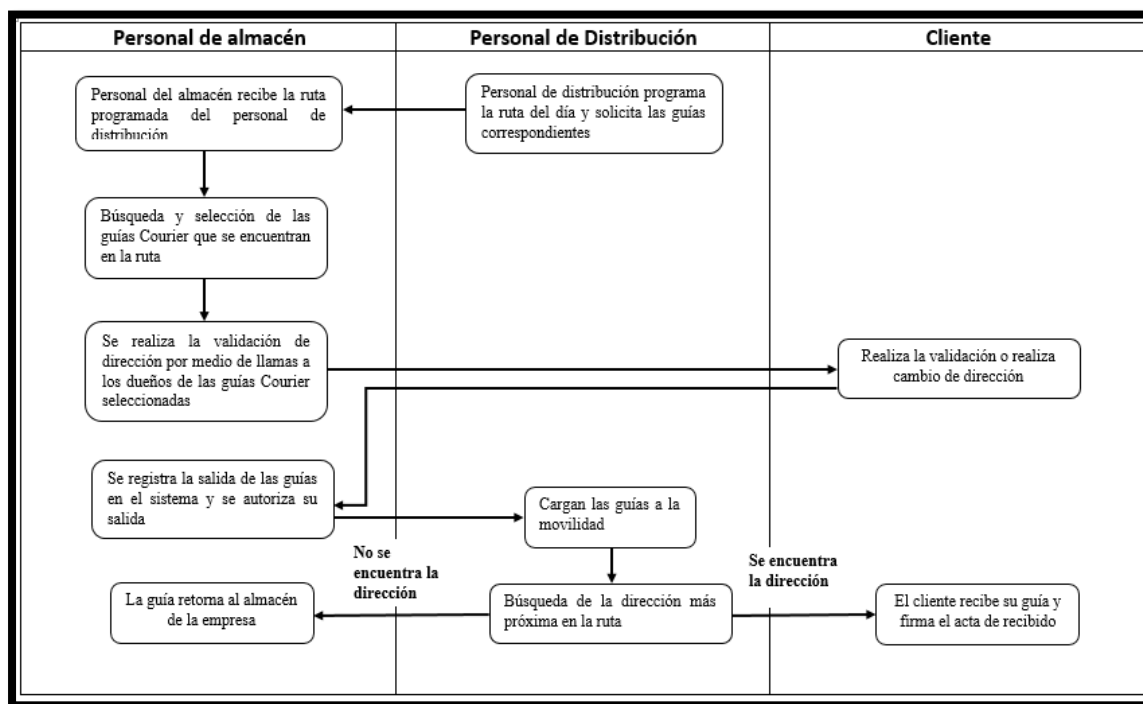 Personal de almacén
Personal de Distribución
Cliente
Personal del almacén recibe la ruta
programada del personal de
distribución
Personal de distribución programa
la ruta del día y solicita las guías
correspondientes
Búsqueda y selección de las
guías Courier que se encuentran
en la ruta
Se realiza la validación de
dirección por medio de llamas a
los dueños de las guías Courier
seleccionadas
Realiza la validación o realiza
cambio de dirección
Se registra la salida de las guías
en el sistema y se autoriza su
salida
Cargan las guías a la
movilidad
No se
encuentra la
dirección
Se encuentra
la dirección
La guía retorna al almacén
de la empresa
Búsqueda de la dirección más
próxima en la ruta
El cliente recibe su guía y
firma el acta de recibido